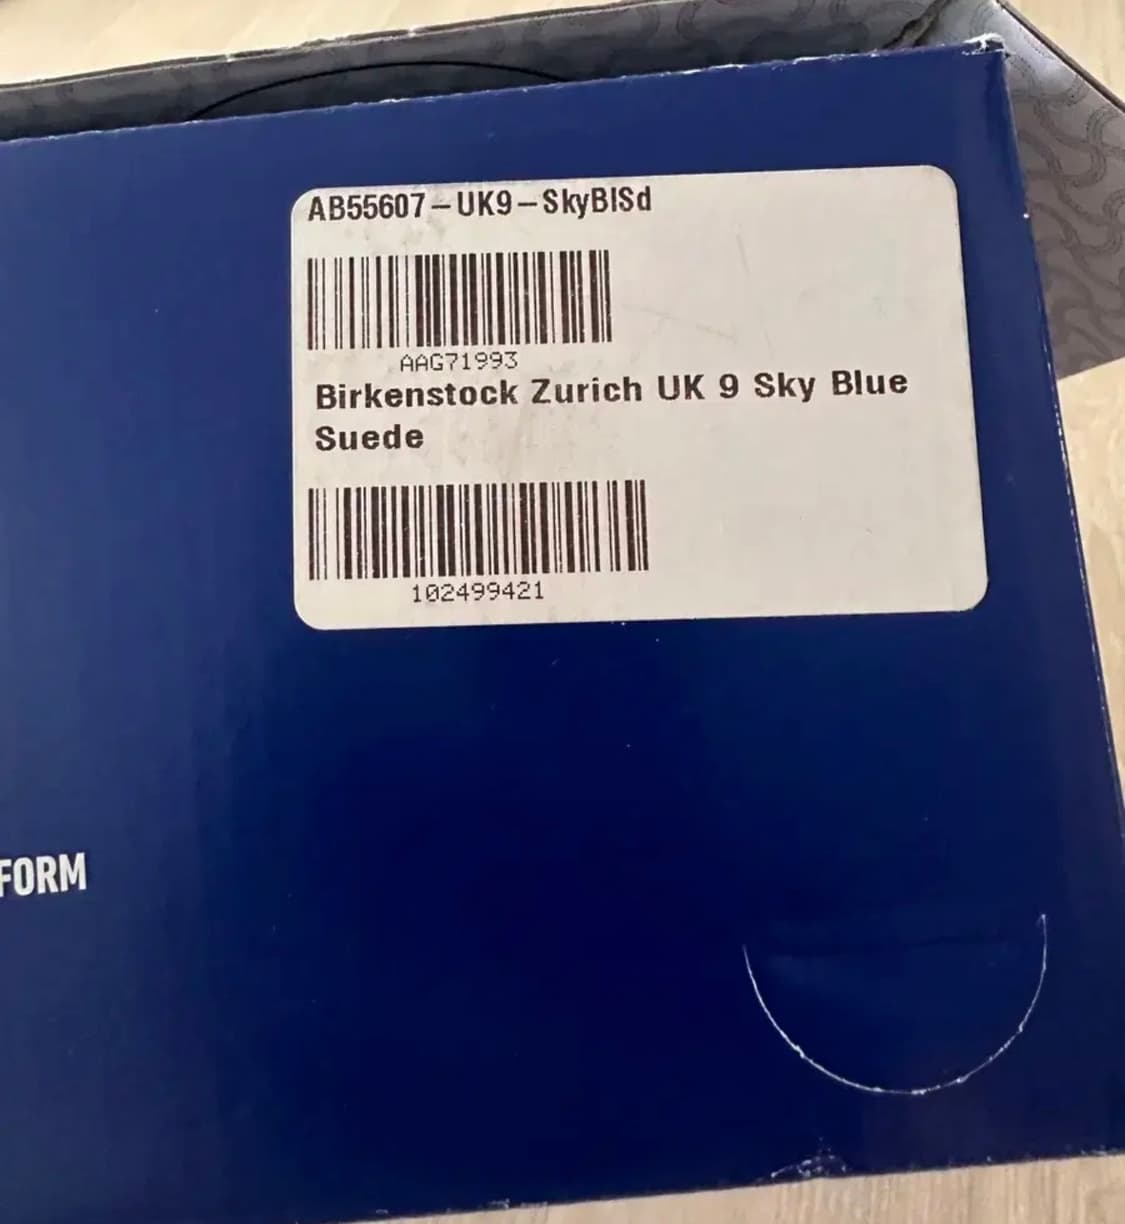 AB55607-UK9-SkyBlSd
AAG71993
Birkenstock Zurich UK 9 Sky Blue
Suede
102499421
FORM